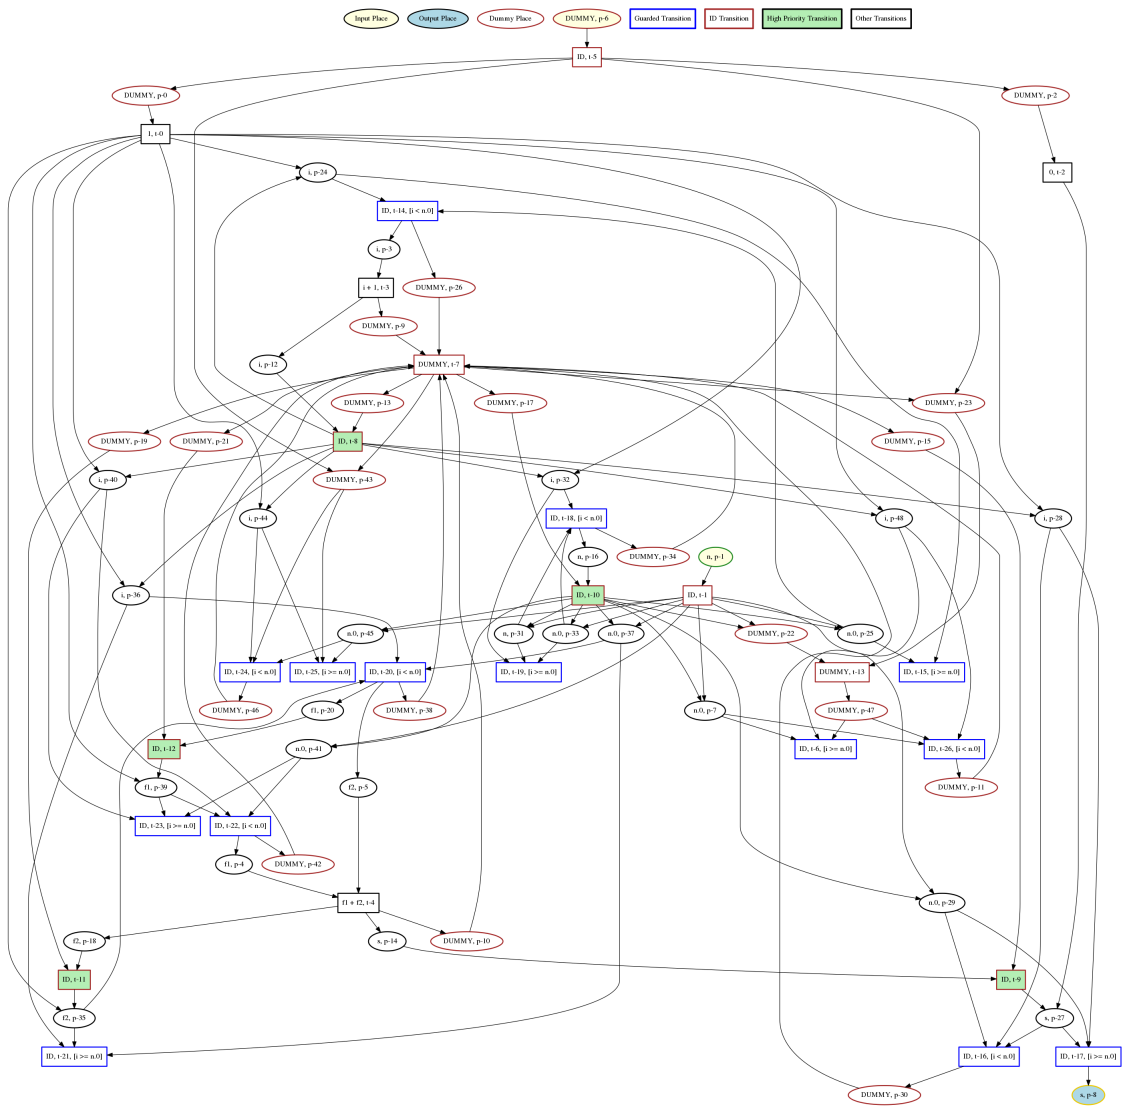 Input Place
Output Place
Dummy Place
DUMMY, p-6
Guarded Transition
ID Transition
High Priority Transition
Other Transitions
ID, t-5
DUMMY, p-0
DUMMY, p-2
1, t-0
i, p-24
0, t-2
ID, t-14, [i < n.0]
i, p-3
i + 1, t-3
DUMMY, p-26
DUMMY, p-9
i, p-12
DUMMY, t-7
DUMMY, p-13
DUMMY, p-17
DUMMY, p-23
DUMMY, p-19
DUMMY, p-21
ID, t-8
DUMMY, p-15
i, p-40
DUMMY, p-43
i, p-32
i, p-44
ID, t-18, [i < n.0]
i, p-48
i, p-28
n, p-16
DUMMY, p-34
n, p-1
i, p-36
ID, t-10
ID, t-1
n.0, p-45
n, p-31
n.0, p-33
n.0, p-37
DUMMY, p-22
n.0, p-25
ID, t-24, [i < n.0]
ID, t-25, [i >= n.0]
ID, t-20, [i < n.0]
ID, t-19, [i >= n.0]
DUMMY, t-13
ID, t-15, [i >= n.0]
DUMMY, p-46
f1, p-20
DUMMY, p-38
n.0, p-7
DUMMY, p-47
ID, t-12
n.0, p-41
ID, t-6, [i >= n.0]
ID, t-26, [i < n.0]
f1, p-39
f2, p-5
DUMMY, p-11
ID, t-23, [i >= n.0]
ID, t-22, [i < n.0]
f1, p-4
DUMMY, p-42
f1 + f2, t-4
n.0, p-29
f2, p-18
s, p-14
DUMMY, p-10
ID, t-11
ID, t-9
f2, p-35
s, p-27
ID, t-21, [i >= n.0]
ID, t-16, [i < n.0]
ID, t-17, [i >= n.0]
DUMMY, p-30
s, p-8